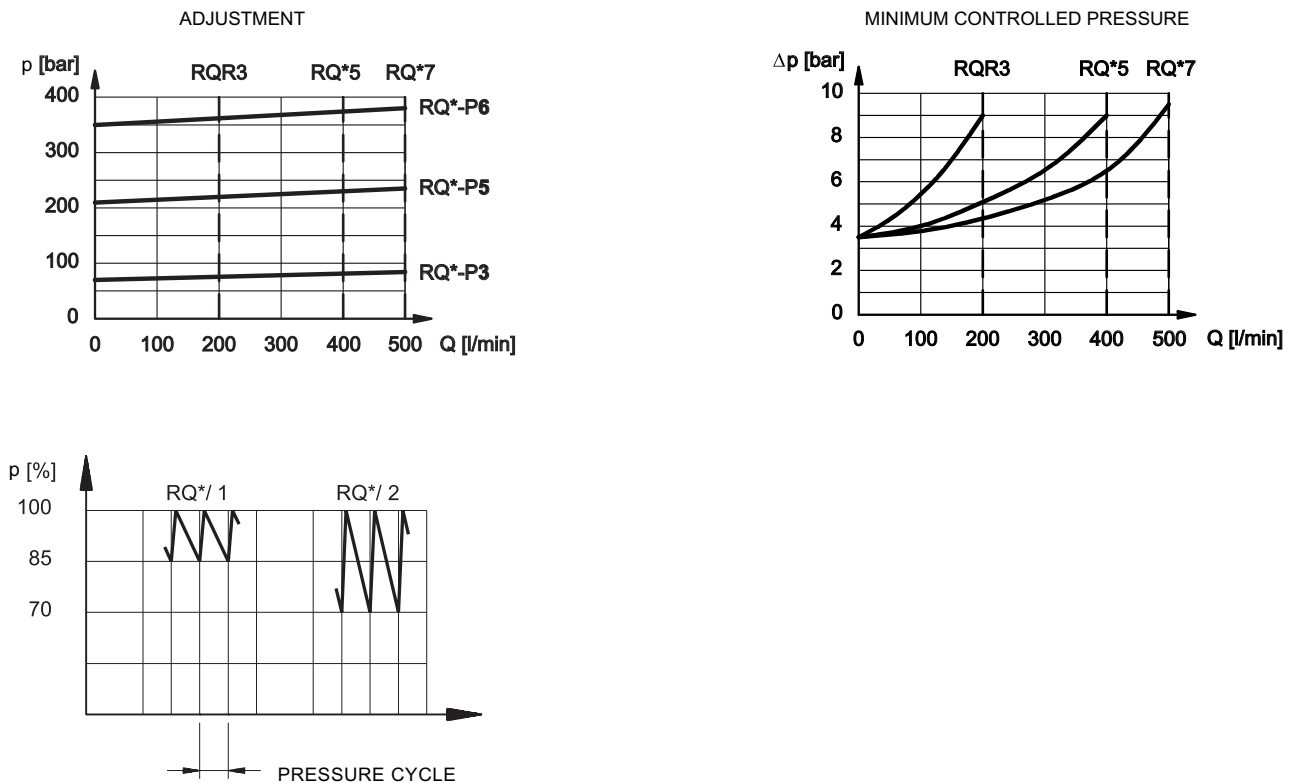 ADJUSTMENT
p [bar]
RQR3 RQ*5 RQ*7
400
300
200
100
0
RQ*-P6
RQ*-P5
RQ*-P3
0 100 200 300 400 500 Q [l/min]
MINIMUM CONTROLLED PRESSURE
Δp [bar]
RQR3 RQ*5 RQ*7
10
8
6
4
2
0
0 100 200 300 400 500 Q [l/min]
p [%]
RQ*/ 1 RQ*/ 2
100
85
70
PRESSURE CYCLE